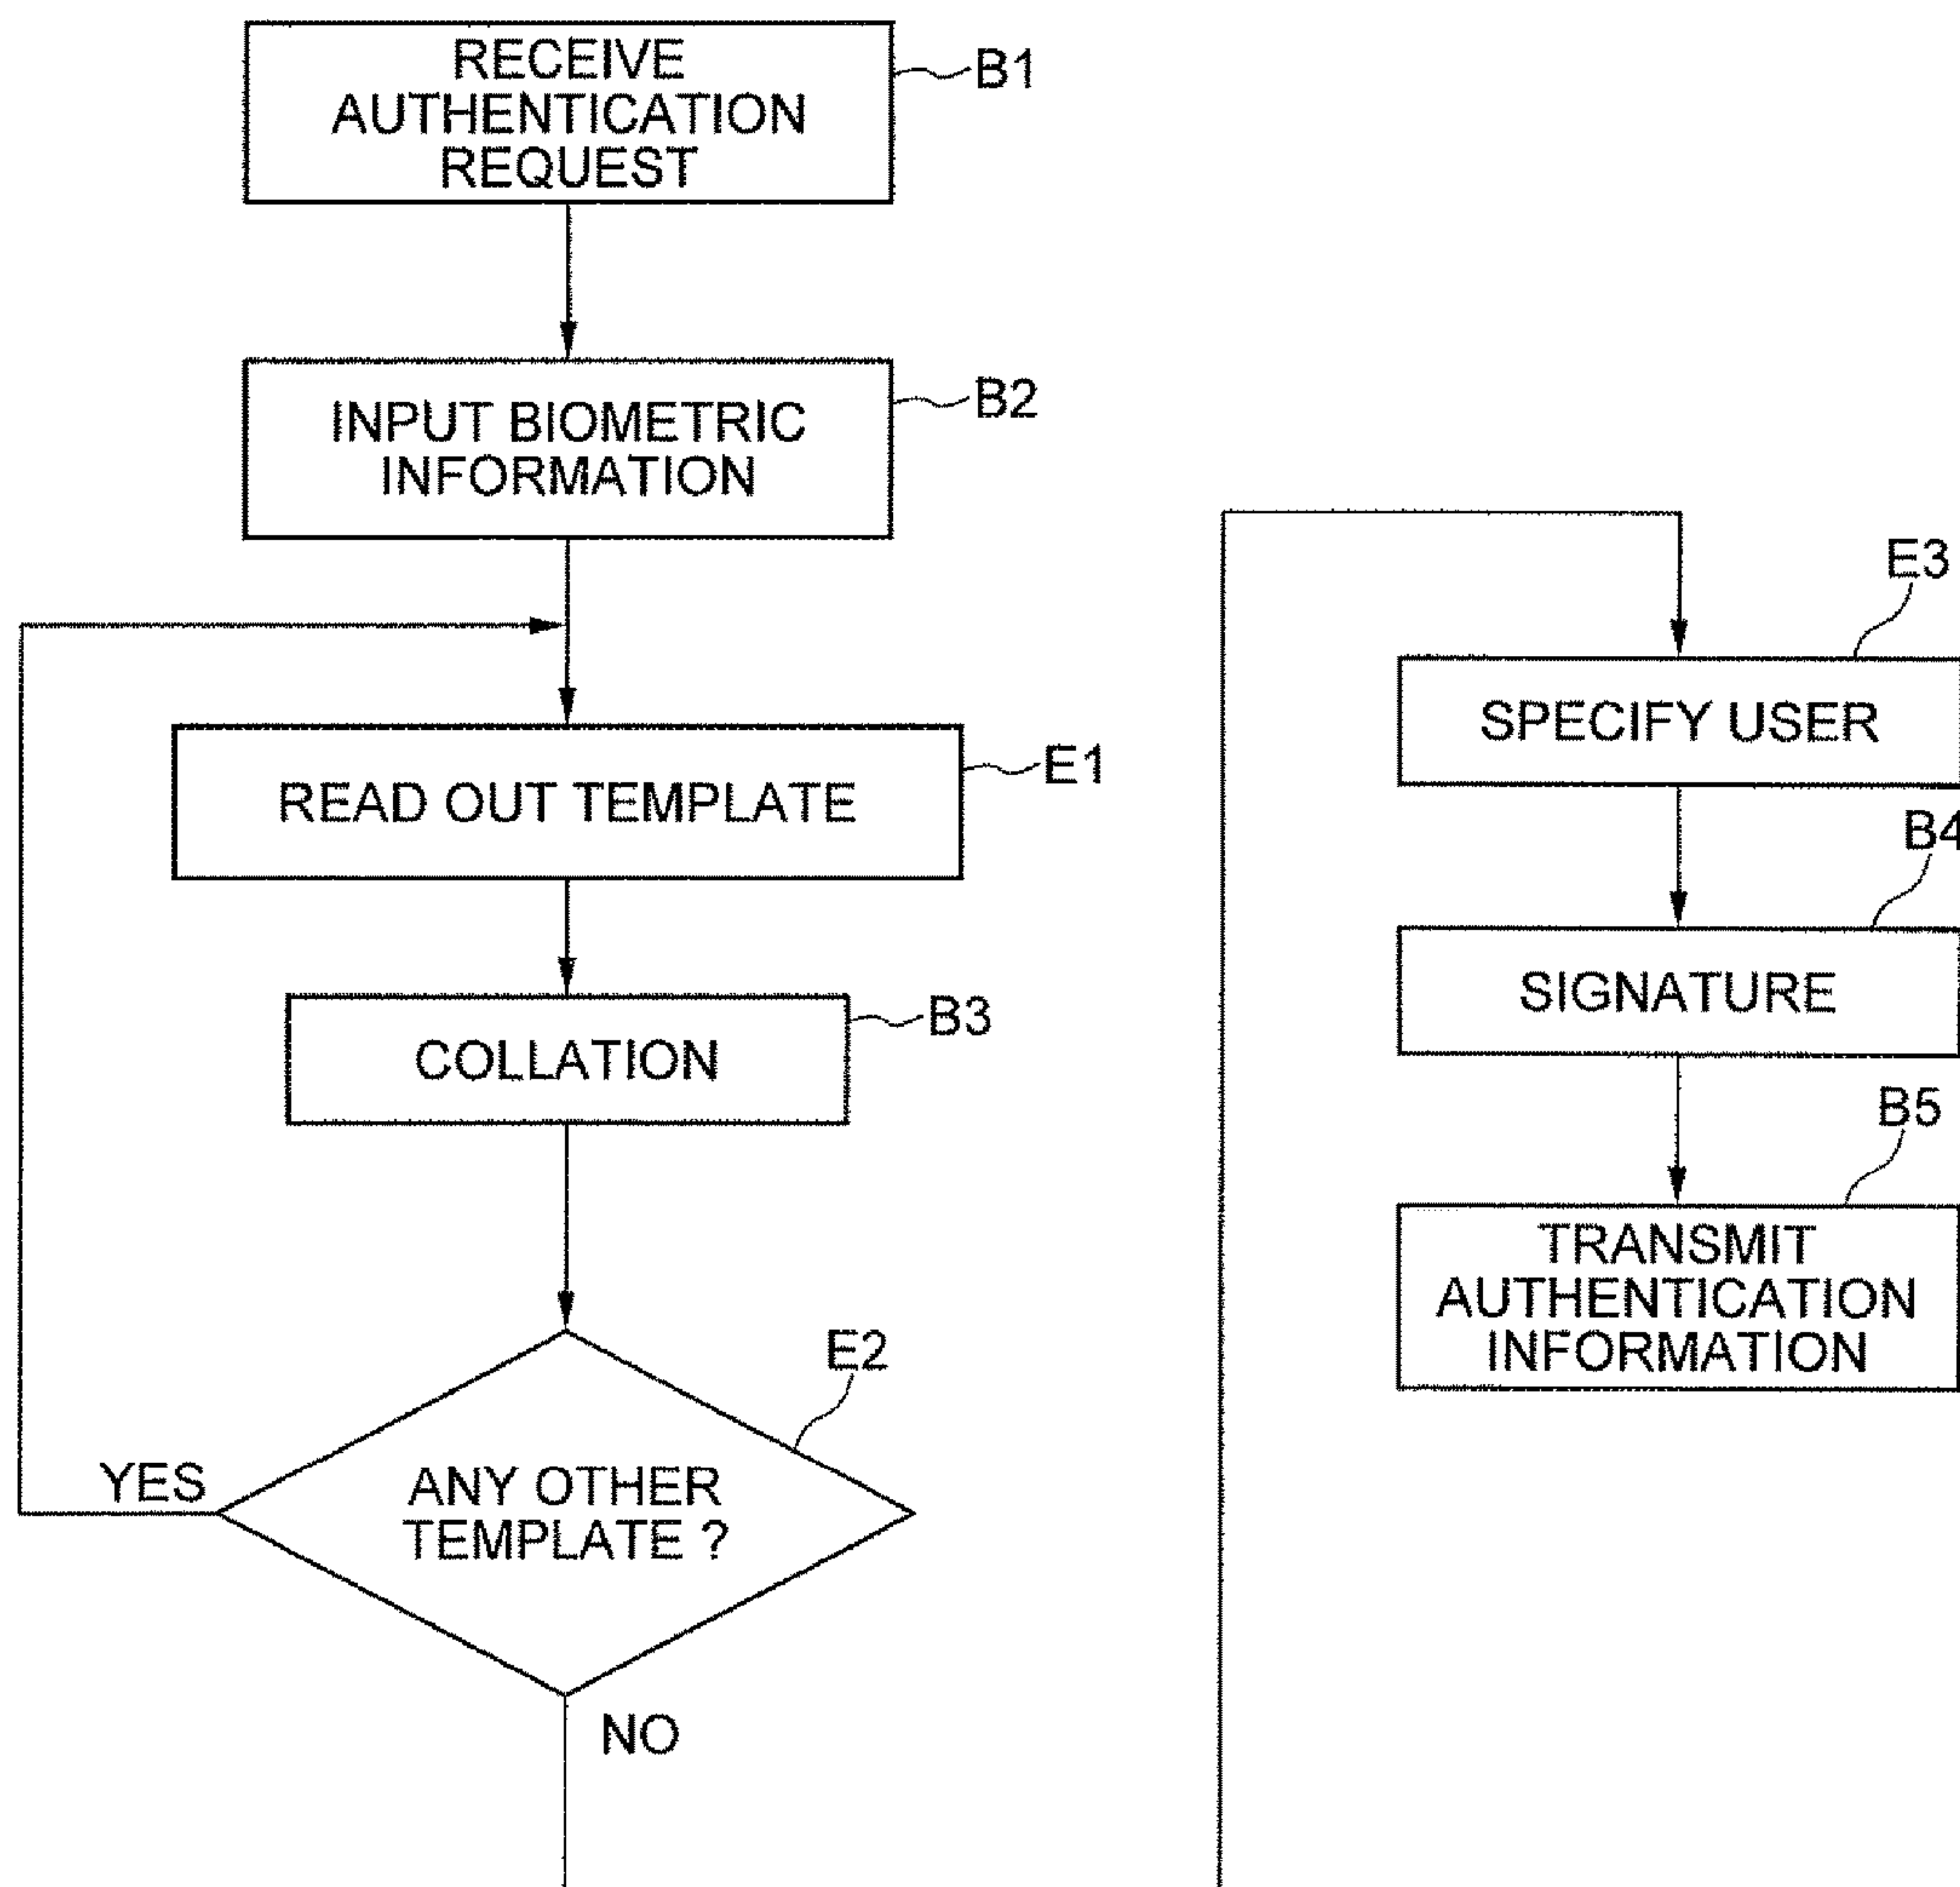 RECEIVE
AUTHENTICATION
REQUEST
B1
INPUT BIOMETRIC
INFORMATION
B2
READ OUT TEMPLATE
E1
COLLATION
B3
E2
ANY OTHER
TEMPLATE ?
YES
NO
E3
SPECIFY USER
B4
SIGNATURE
B5
TRANSMIT
AUTHENTICATION
INFORMATION